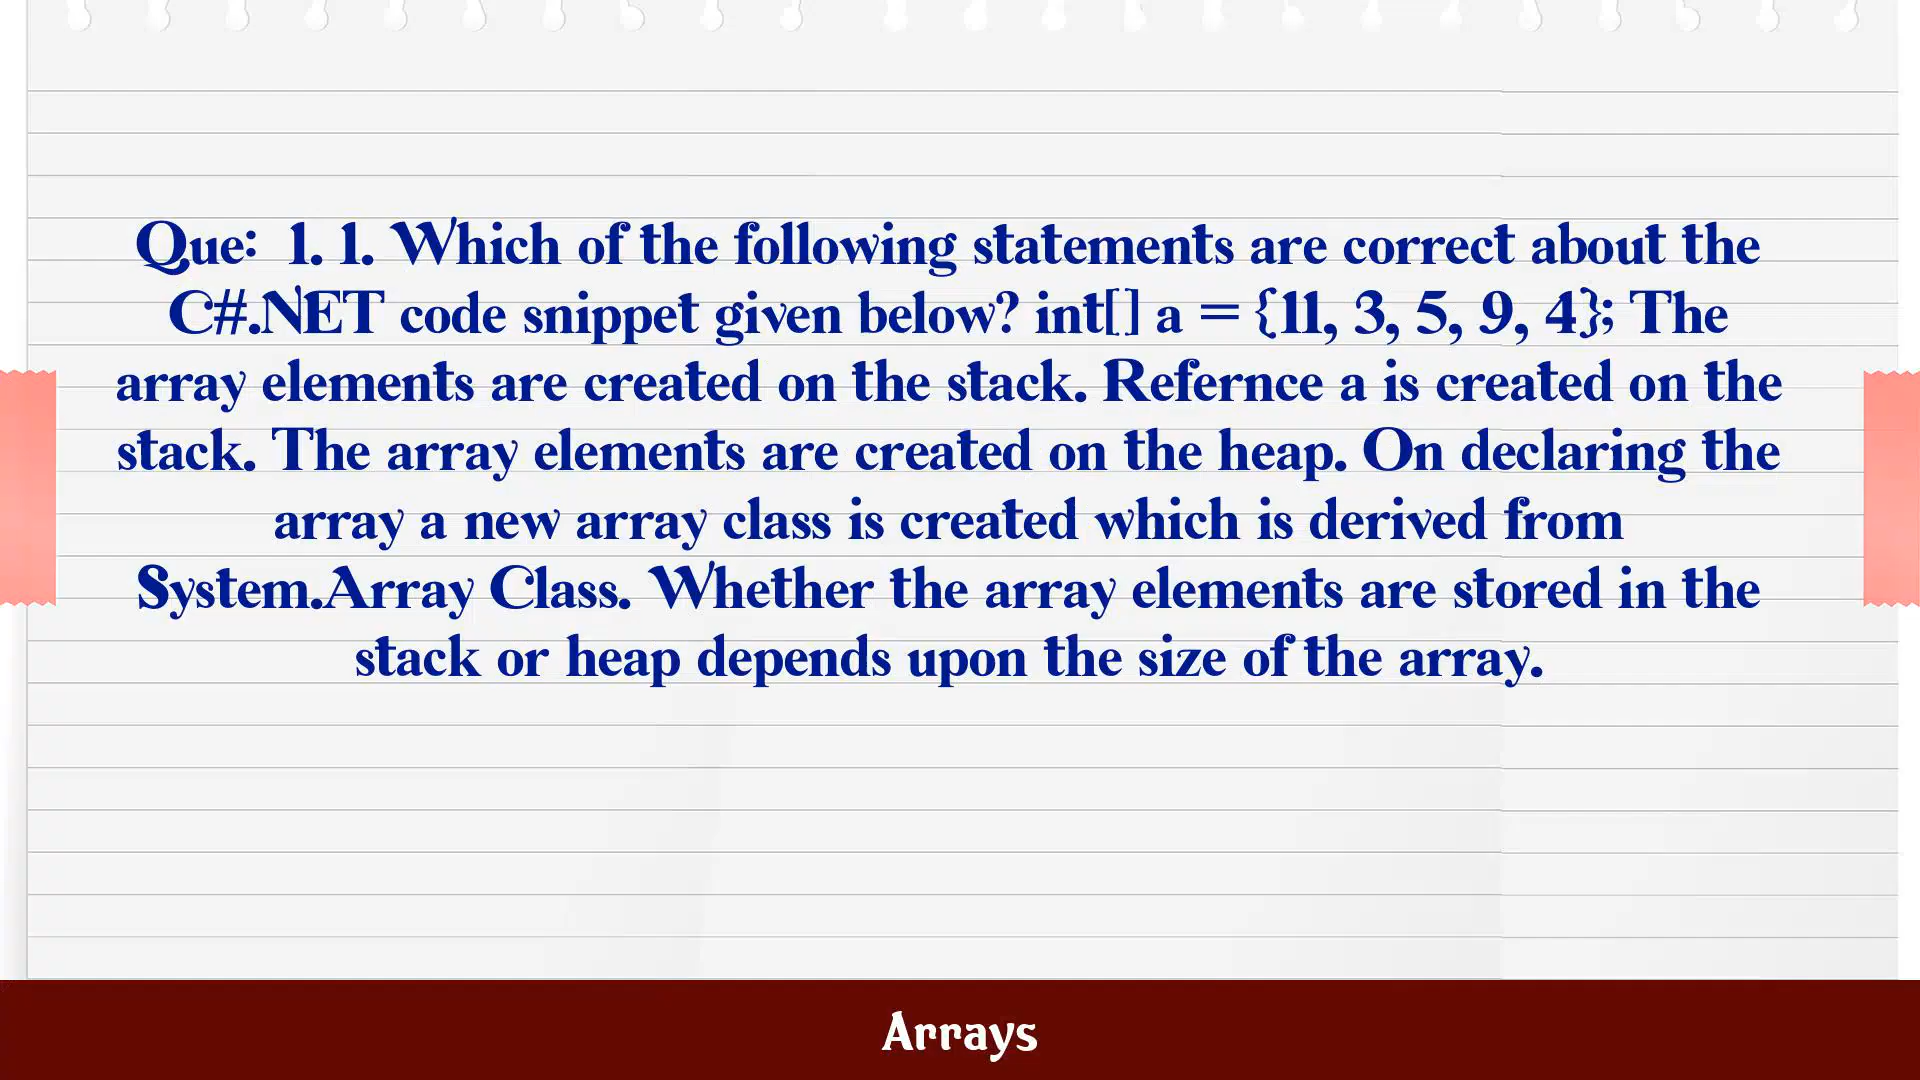 Que: 1. 1. Which of the following statements are correct about the
C#.NET code snippet given below? int[] a = {11, 3, 5, 9, 4}; The
array elements are created on the stack. Refernce a is created on the
stack. The array elements are created on the heap. On declaring the
array a new array class is created which is derived from
System.Array Class. Whether the array elements are stored in the
stack or heap depends upon the size of the array.
Arrays